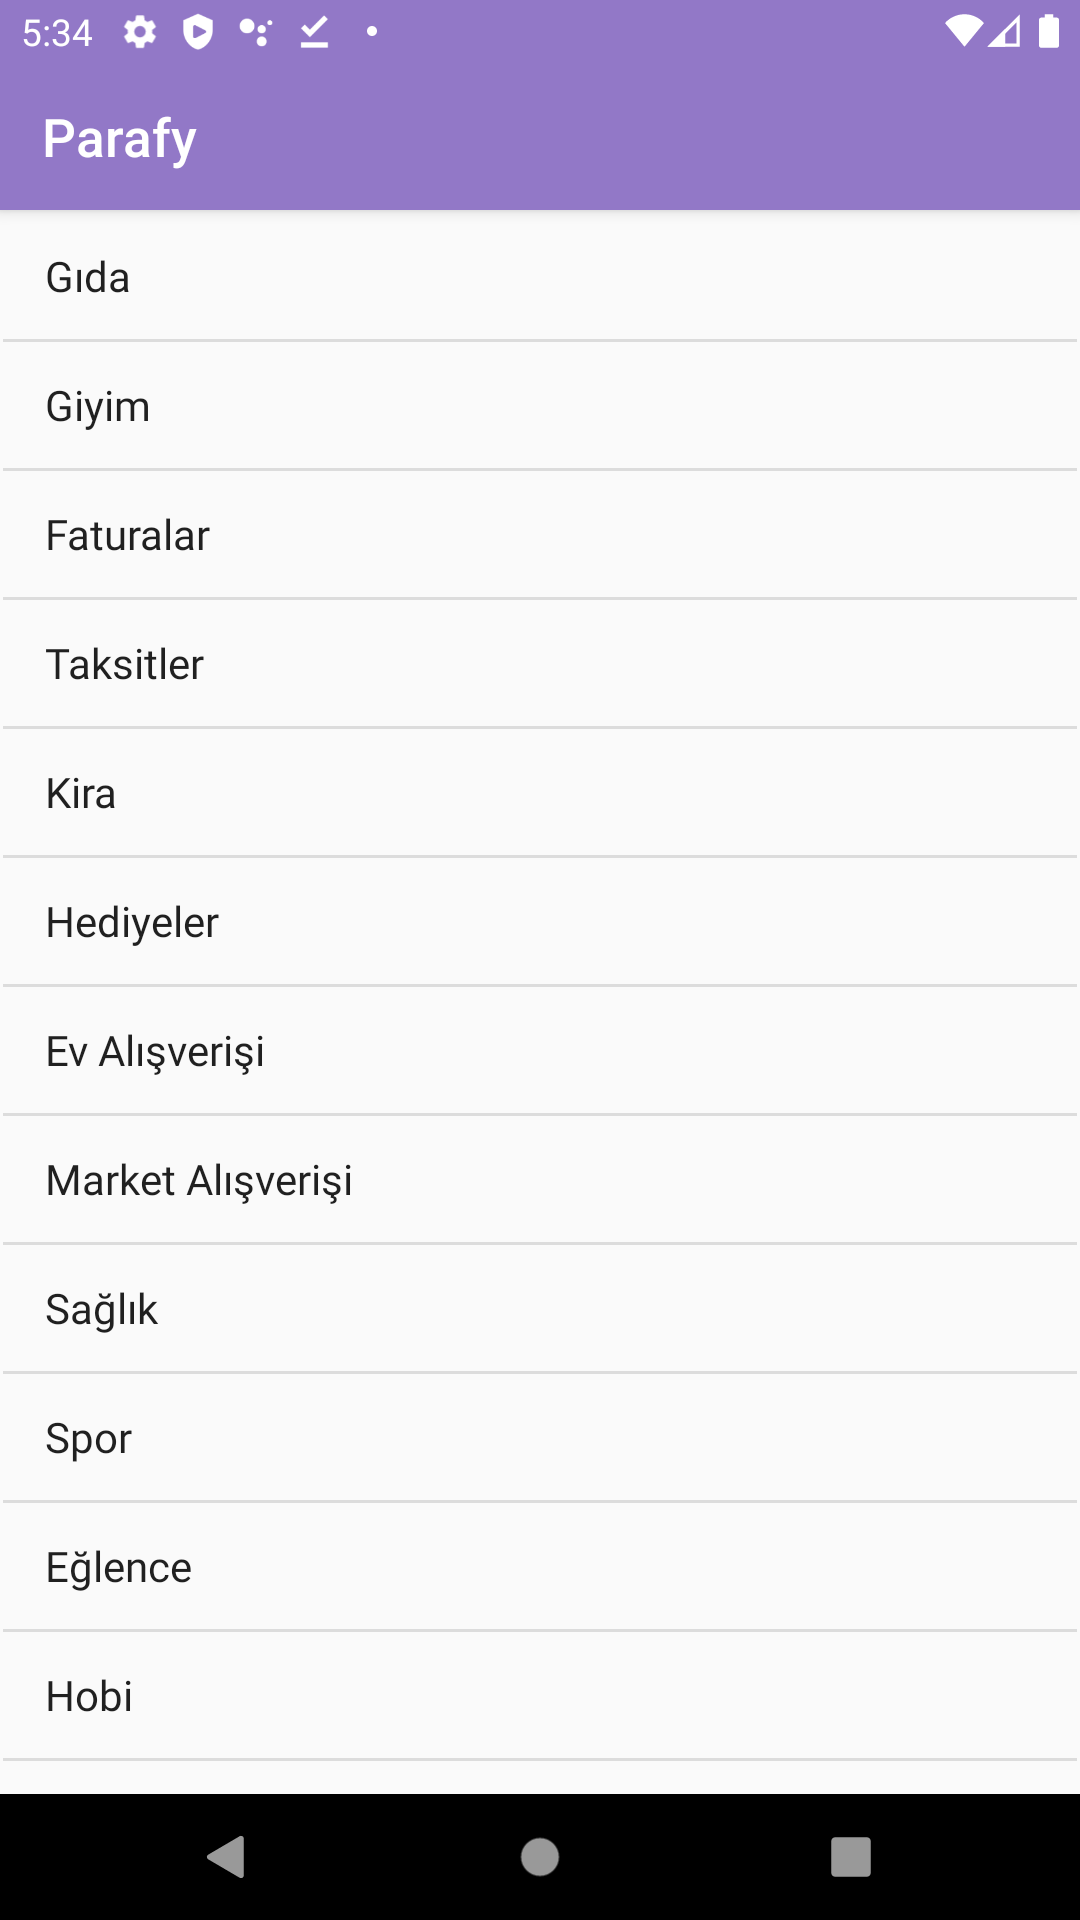 5:34
Parafy
Gıda
Giyim
Faturalar
Taksitler
Kira
Hediyeler
Ev Alışverişi
Market Alışverişi
Sağlık
Spor
Eğlence
Hobi